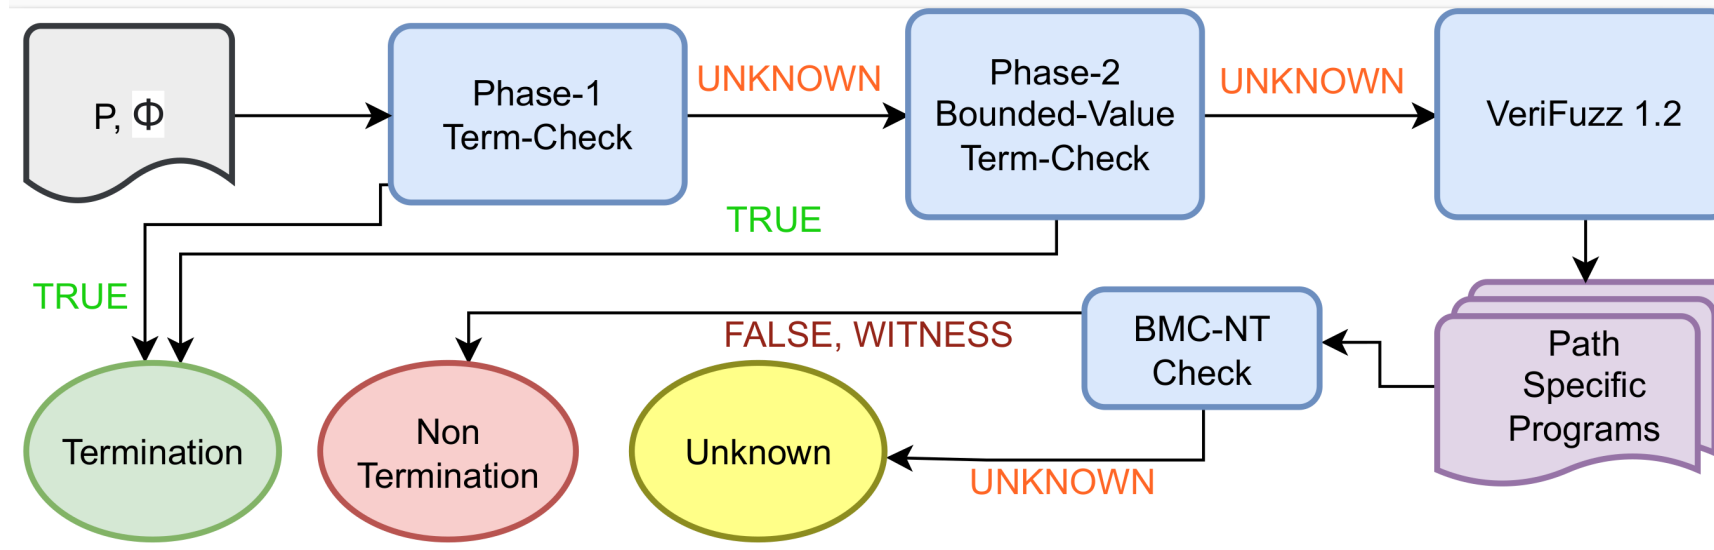 P, Φ
Phase-1
Term-Check
UNKNOWN
Phase-2
Bounded-Value
Term-Check
UNKNOWN
VeriFuzz 1.2
TRUE
TRUE
FALSE, WITNESS
BMC-NT
Check
Path
Specific
Programs
Termination
Non
Termination
Unknown
UNKNOWN